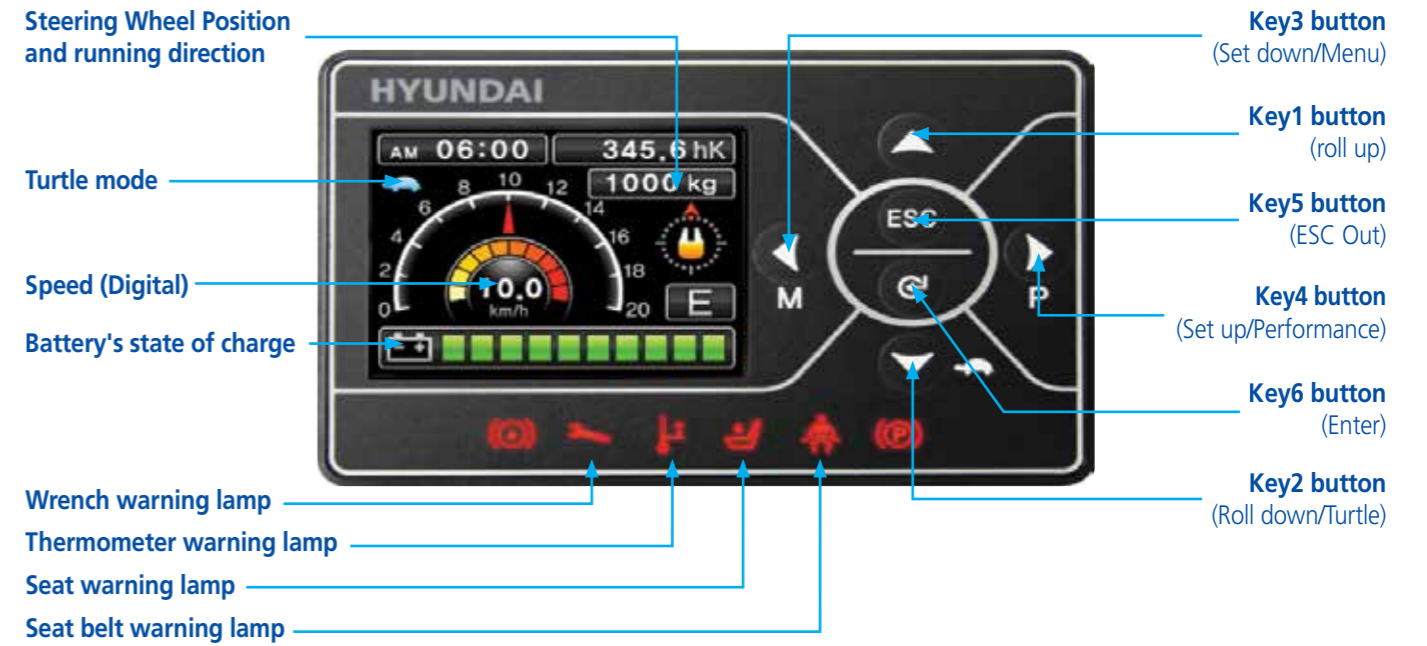 Steering Wheel Position
and running direction
Turtle mode
Speed (Digital)
Battery's state of charge
Wrench warning lamp
Thermometer warning lamp
Seat warning lamp
Seat belt warning lamp
HYUNDAI
AM 06:00
345.6 hK
1000 kg
0 2 4 6 8 10 12 14 16 18 20
10.0
km/h
E
M
ESC
P
(P)
Key3 button
(Set down/Menu)
Key1 button
(roll up)
Key5 button
(ESC Out)
Key4 button
(Set up/Performance)
Key6 button
(Enter)
Key2 button
(Roll down/Turtle)